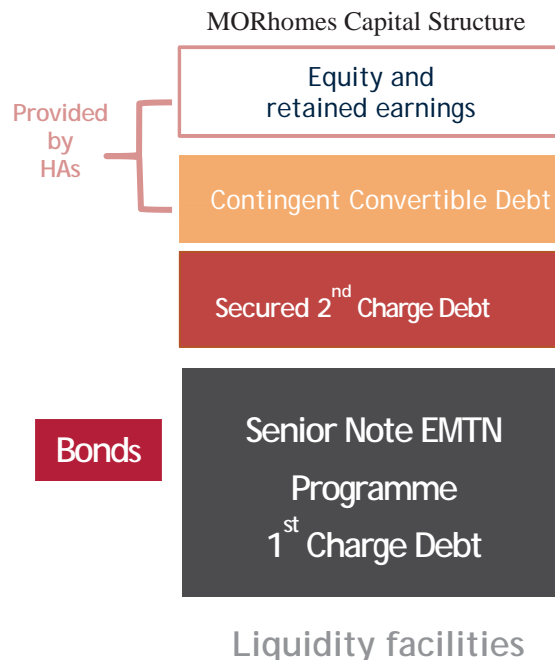 MORhomes Capital Structure
Equity and
retained earnings
Provided
by
HAs
Contingent Convertible Debt
Secured 2nd Charge Debt
Bonds
Senior Note EMTN
Programme
1st Charge Debt
Liquidity facilities